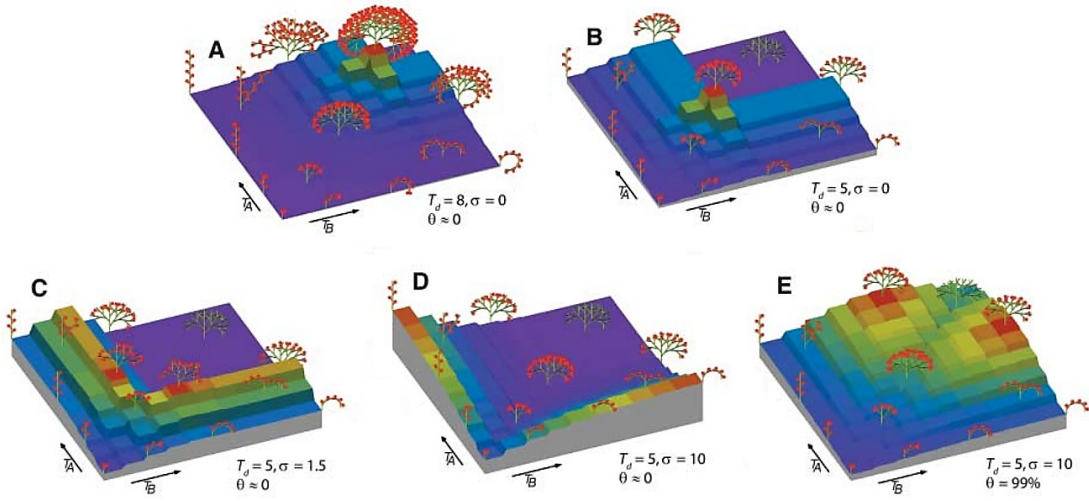 A
B
T_A
T_B
T_d = 8, σ = 0
θ ≈ 0
T_A
T_B
T_d = 5, σ = 0
θ ≈ 0
C
D
E
T_A
T_B
T_d = 5, σ = 1.5
θ ≈ 0
T_A
T_B
T_d = 5, σ = 10
θ ≈ 0
T_A
T_B
T_d = 5, σ = 10
θ = 99%